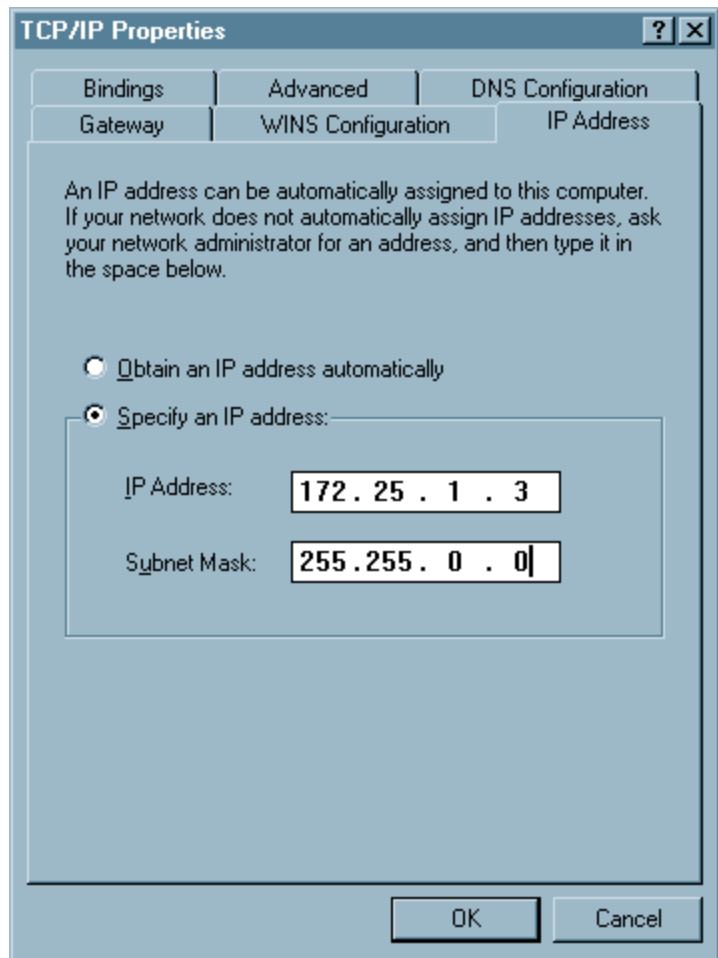 TCP/IP Properties
? X
Bindings Advanced DNS Configuration
Gateway WINS Configuration IP Address
An IP address can be automatically assigned to this computer.
If your network does not automatically assign IP addresses, ask
your network administrator for an address, and then type it in
the space below.
Obtain an IP address automatically
Specify an IP address:
IP Address: 172.25.1.3
Subnet Mask: 255.255.0.0
OK Cancel